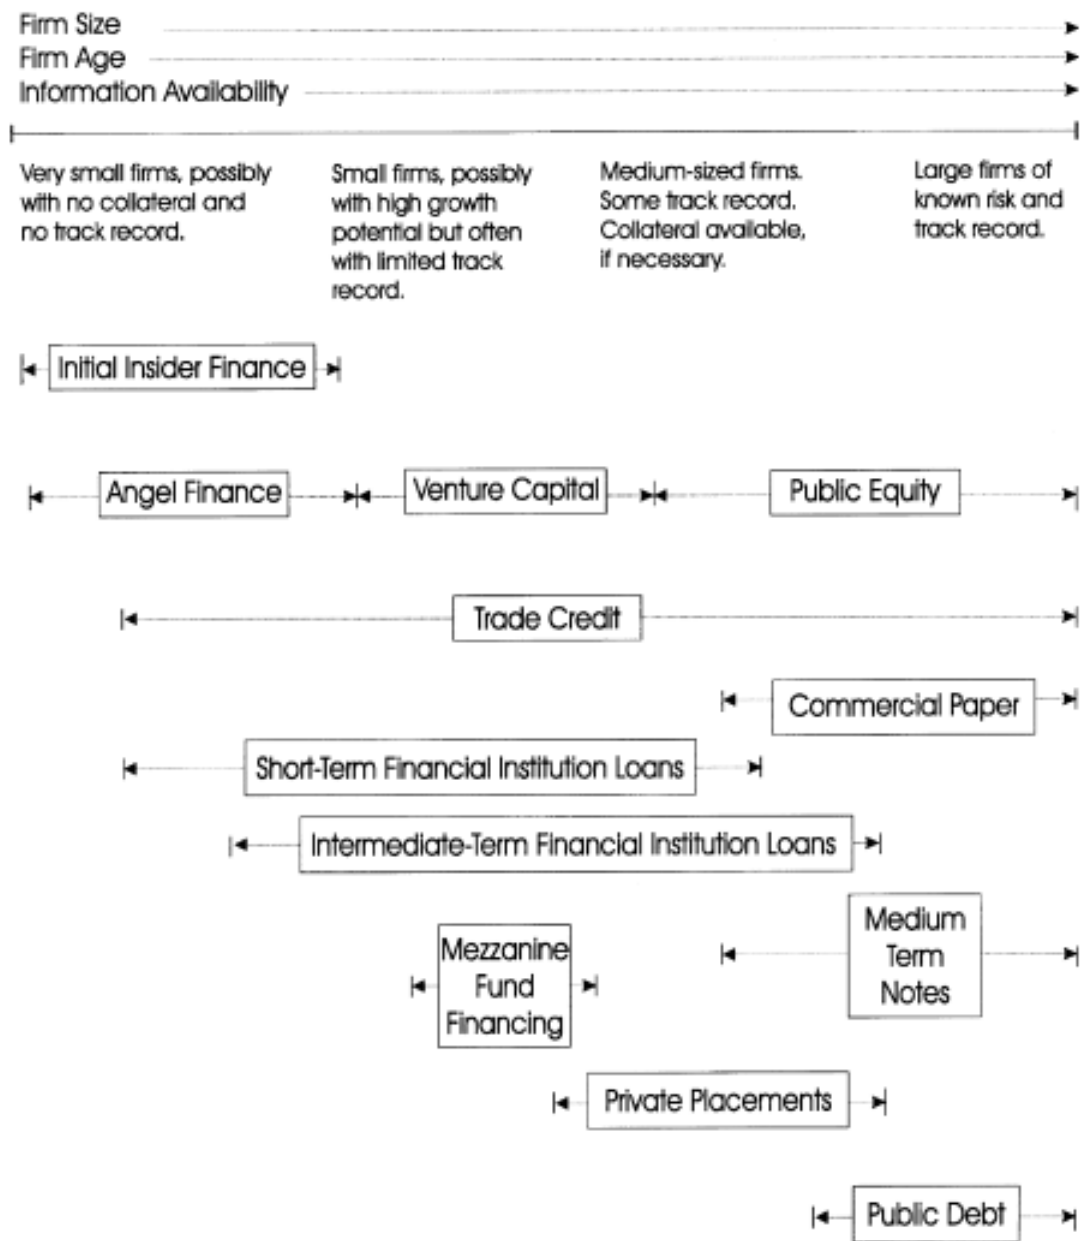 Firm Size
Firm Age
Information Availability
Very small firms, possibly
with no collateral and
no track record.
Small firms, possibly
with high growth
potential but often
with limited track
record.
Medium-sized firms.
Some track record.
Collateral available,
if necessary.
Large firms of
known risk and
track record.
Initial Insider Finance
Angel Finance
Venture Capital
Public Equity
Trade Credit
Commercial Paper
Short-Term Financial Institution Loans
Intermediate-Term Financial Institution Loans
Mezzanine
Fund
Financing
Medium
Term
Notes
Private Placements
Public Debt